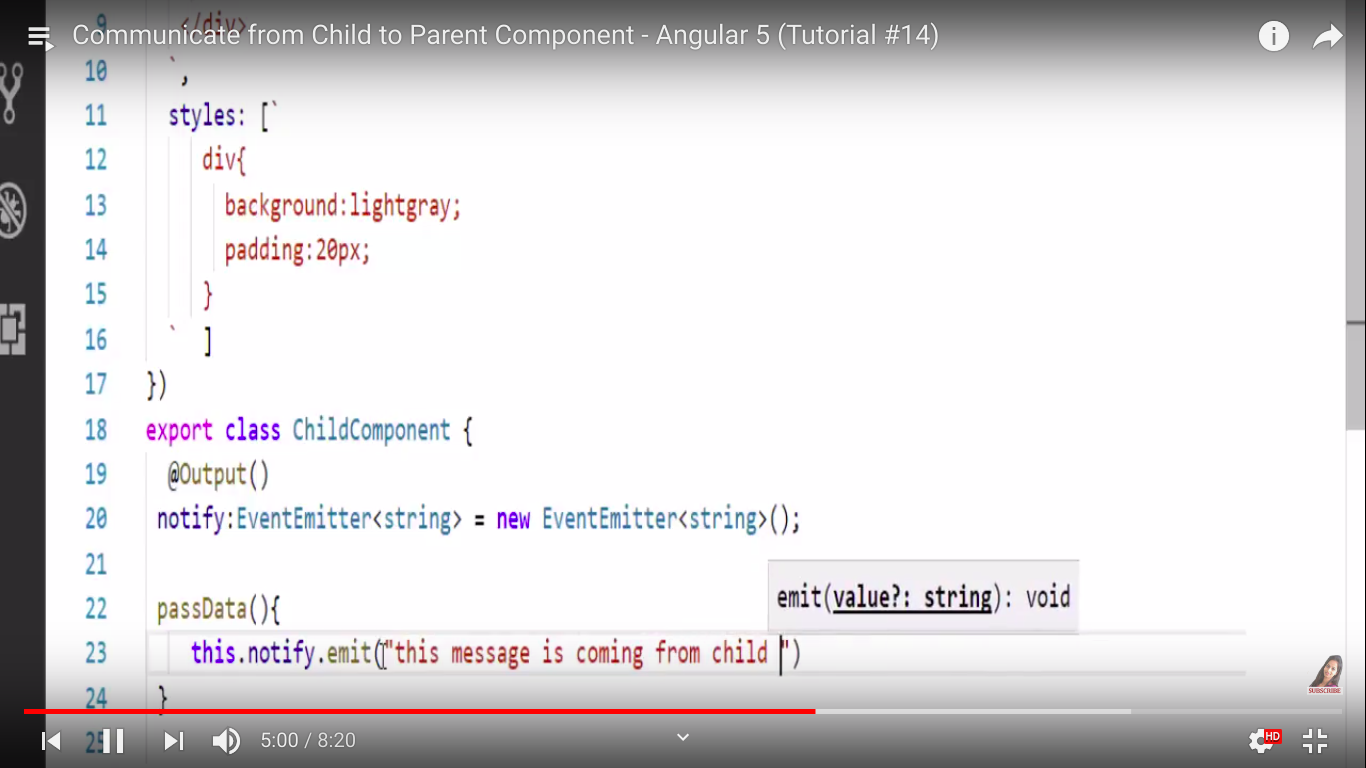 9 </div>
Communicate from Child to Parent Component - Angular 5 (Tutorial #14)
10 `,
11 styles: [`
12 div{
13 background:lightgray;
14 padding:20px;
15 }
16 ` ]
17 })
18 export class ChildComponent {
19 @Output()
20 notify:EventEmitter<string> = new EventEmitter<string>();
21
emit(value?: string): void
22 passData(){
23 this.notify.emit("this message is coming from child ")
24 }
SUBSCRIBE
25
5:00 / 8:20
HD